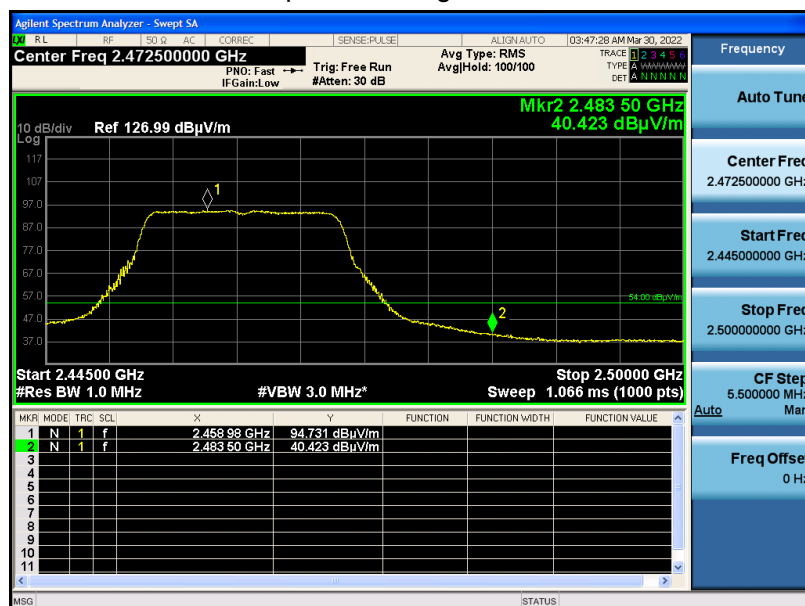 Agilent Spectrum Analyzer - Swept SA
LXI RL RF 50 Ω AC CORREC SENSE:PULSE ALIGN AUTO 03:47:28 AM Mar 30, 2022
Center Freq 2.472500000 GHz
PNO: Fast
IFGain:Low
Trig: Free Run
#Atten: 30 dB
Avg Type: RMS
Avg|Hold: 100/100
TRACE 1 2 3 4 5 6
TYPE A WWWWW
DET A N N N N N
Frequency
Mkr2 2.483 50 GHz
40.423 dBµV/m
10 dB/div Ref 126.99 dBµV/m
Log
117
107
97.0
87.0
77.0
67.0
57.0
47.0
37.0
1
54.00 dBµV/m
2
Start 2.44500 GHz
Stop 2.50000 GHz
#Res BW 1.0 MHz
#VBW 3.0 MHz*
Sweep 1.066 ms (1000 pts)
MKR MODE TRC SCL X Y FUNCTION FUNCTION WIDTH FUNCTION VALUE
1 N 1 f 2.458 98 GHz 94.731 dBµV/m
2 N 1 f 2.483 50 GHz 40.423 dBµV/m
3
4
5
6
7
8
9
10
11
MSG
STATUS
Auto Tune
Center Freq
2.472500000 GHz
Start Freq
2.445000000 GHz
Stop Freq
2.500000000 GHz
CF Step
5.500000 MHz
Auto Man
Freq Offset
0 Hz